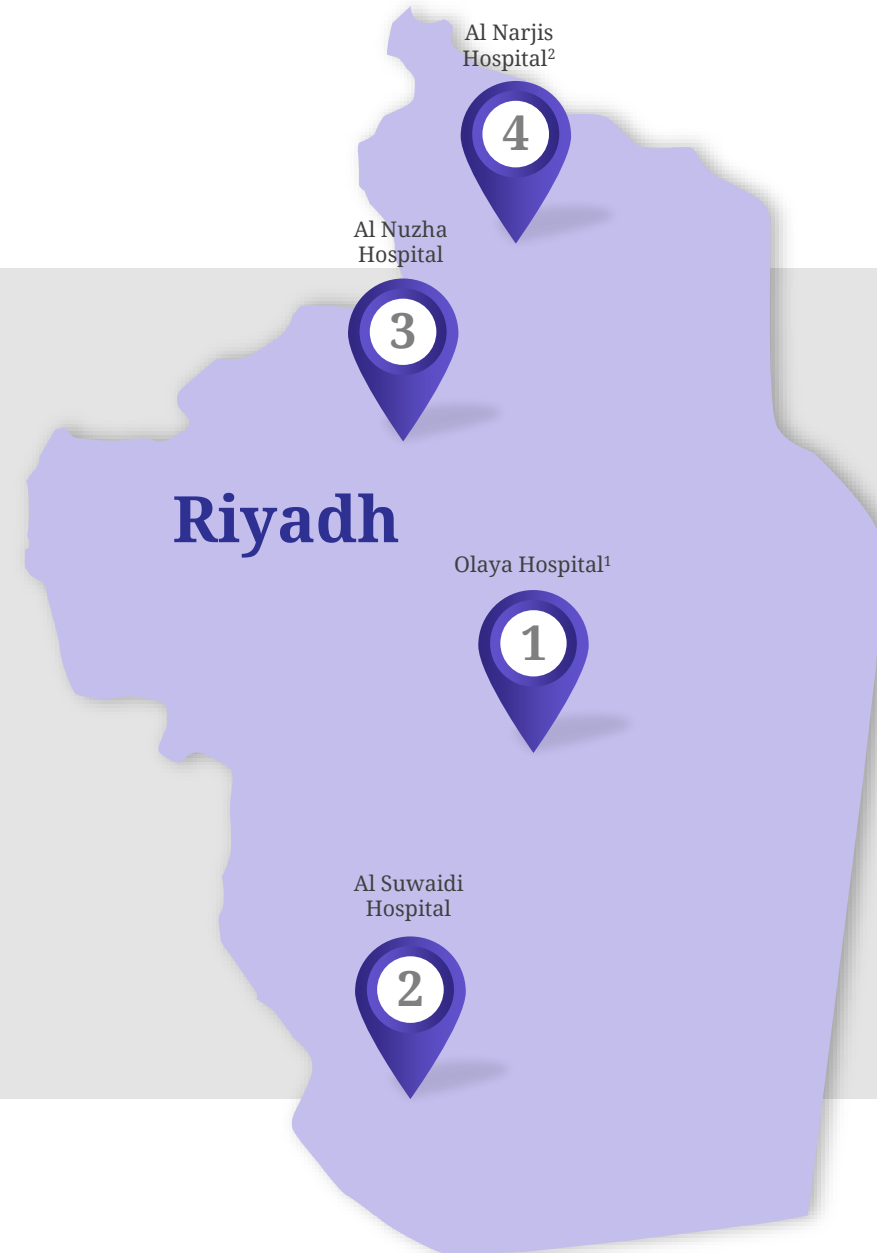 Al Narjis
Hospital²
4
Al Nuzha
Hospital
3
Riyadh
Olaya Hospital¹
1
Al Suwaidi
Hospital
2